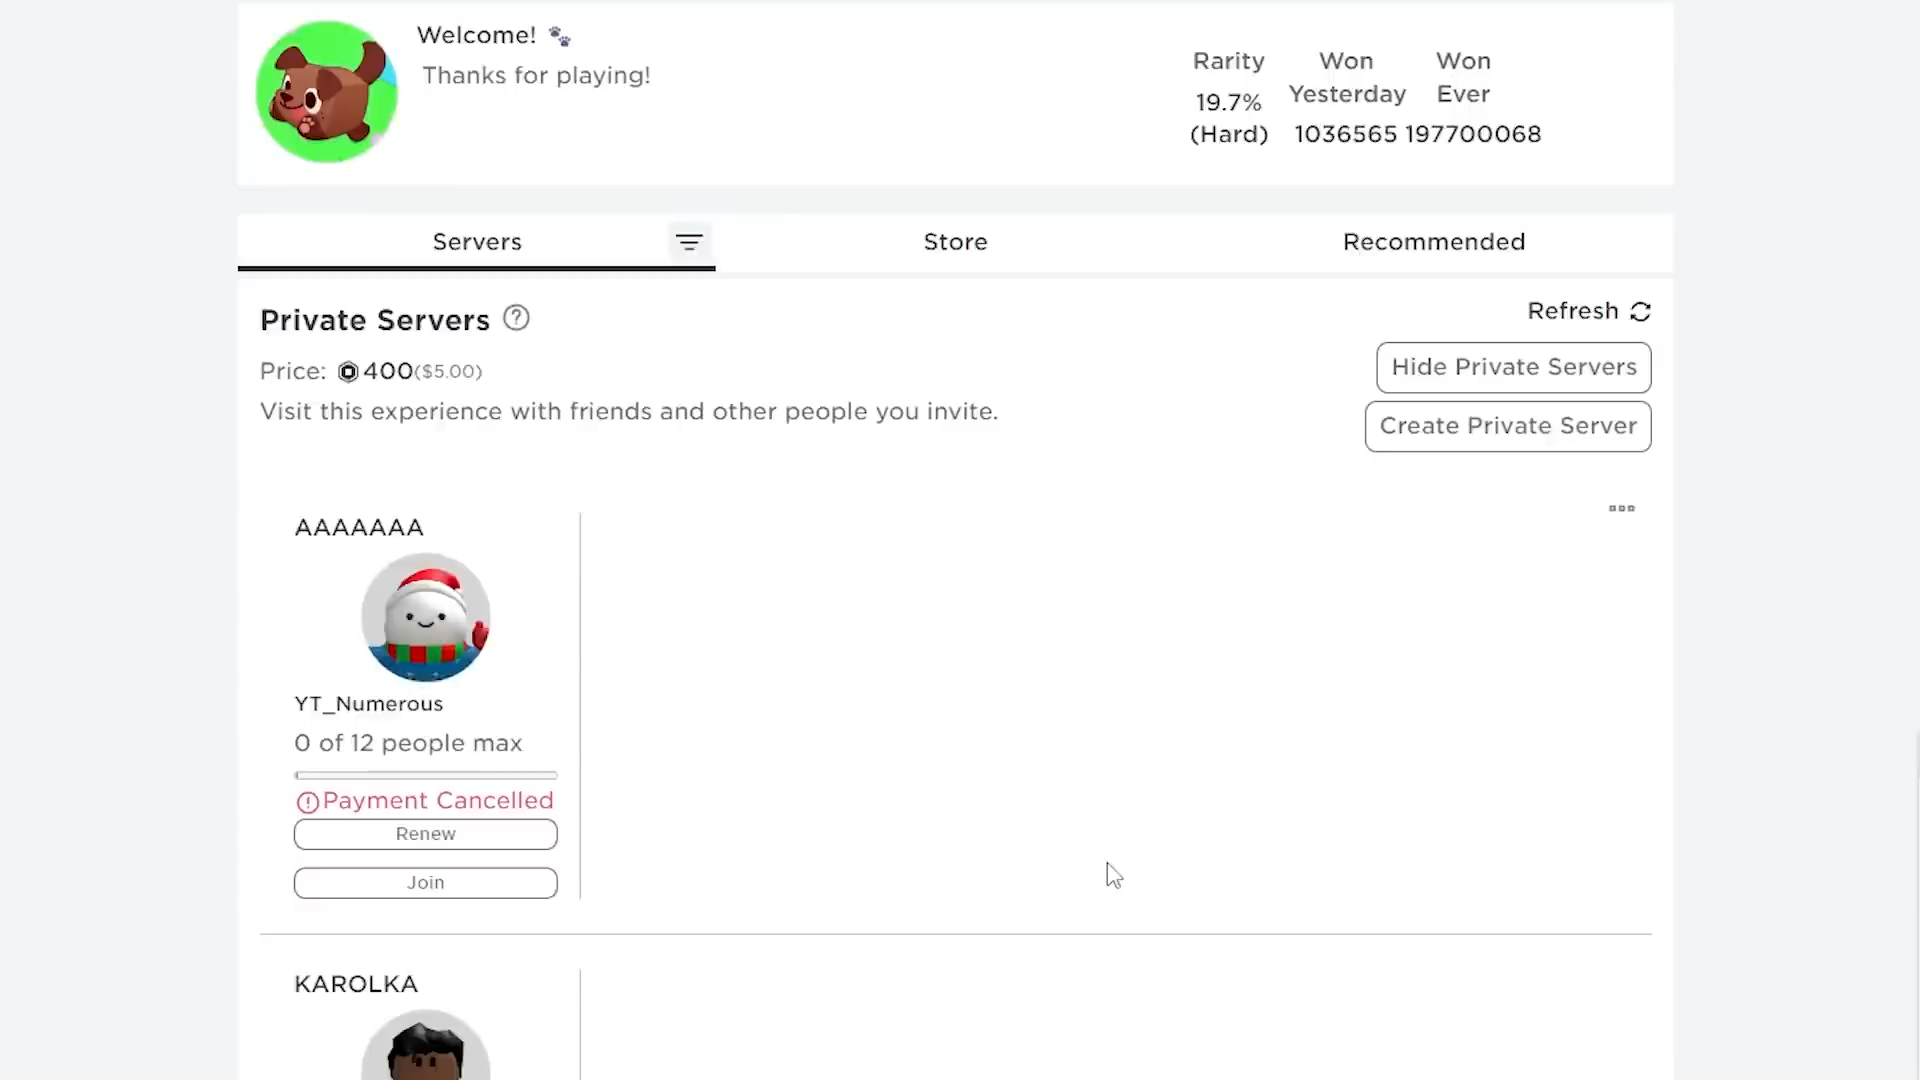 Welcome! 🐾
Thanks for playing!
Rarity
19.7%
(Hard)
Won
Yesterday
1036565
Won
Ever
197700068
Servers
Store
Recommended
Private Servers
Refresh
Price: 400($5.00)
Hide Private Servers
Visit this experience with friends and other people you invite.
Create Private Server
AAAAAAA
YT_Numerous
0 of 12 people max
Payment Cancelled
Renew
Join
KAROLKA